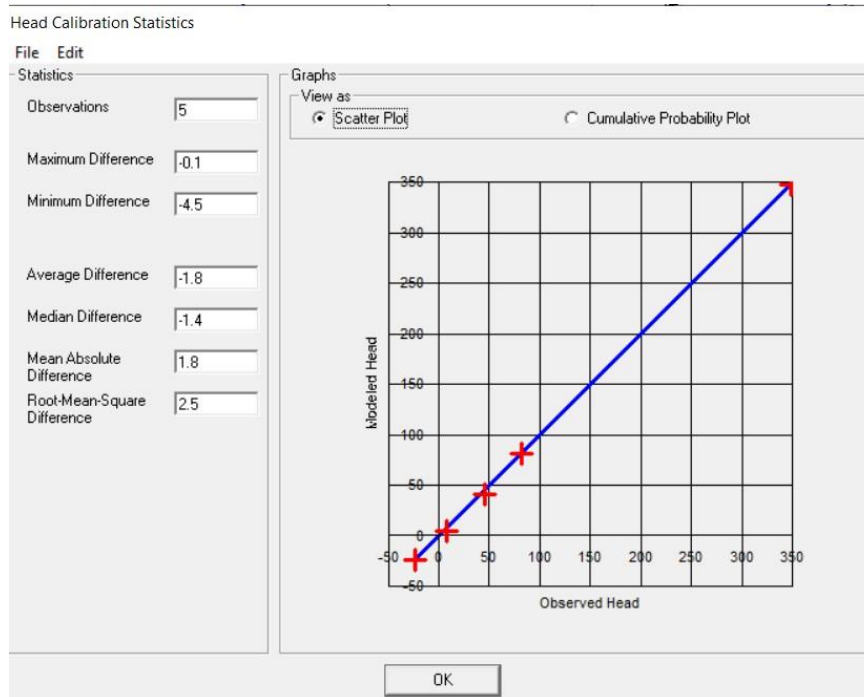 Head Calibration Statistics
File Edit
Statistics
Observations 5
Maximum Difference -0.1
Minimum Difference -4.5
Average Difference -1.8
Median Difference -1.4
Mean Absolute
Difference 1.8
Root-Mean-Square
Difference 2.5
Graphs
View as
Scatter Plot Cumulative Probability Plot
350
300
250
200
150
100
50
0
-50 0 50 100 150 200 250 300 350
-50
Modeled Head
Observed Head
OK